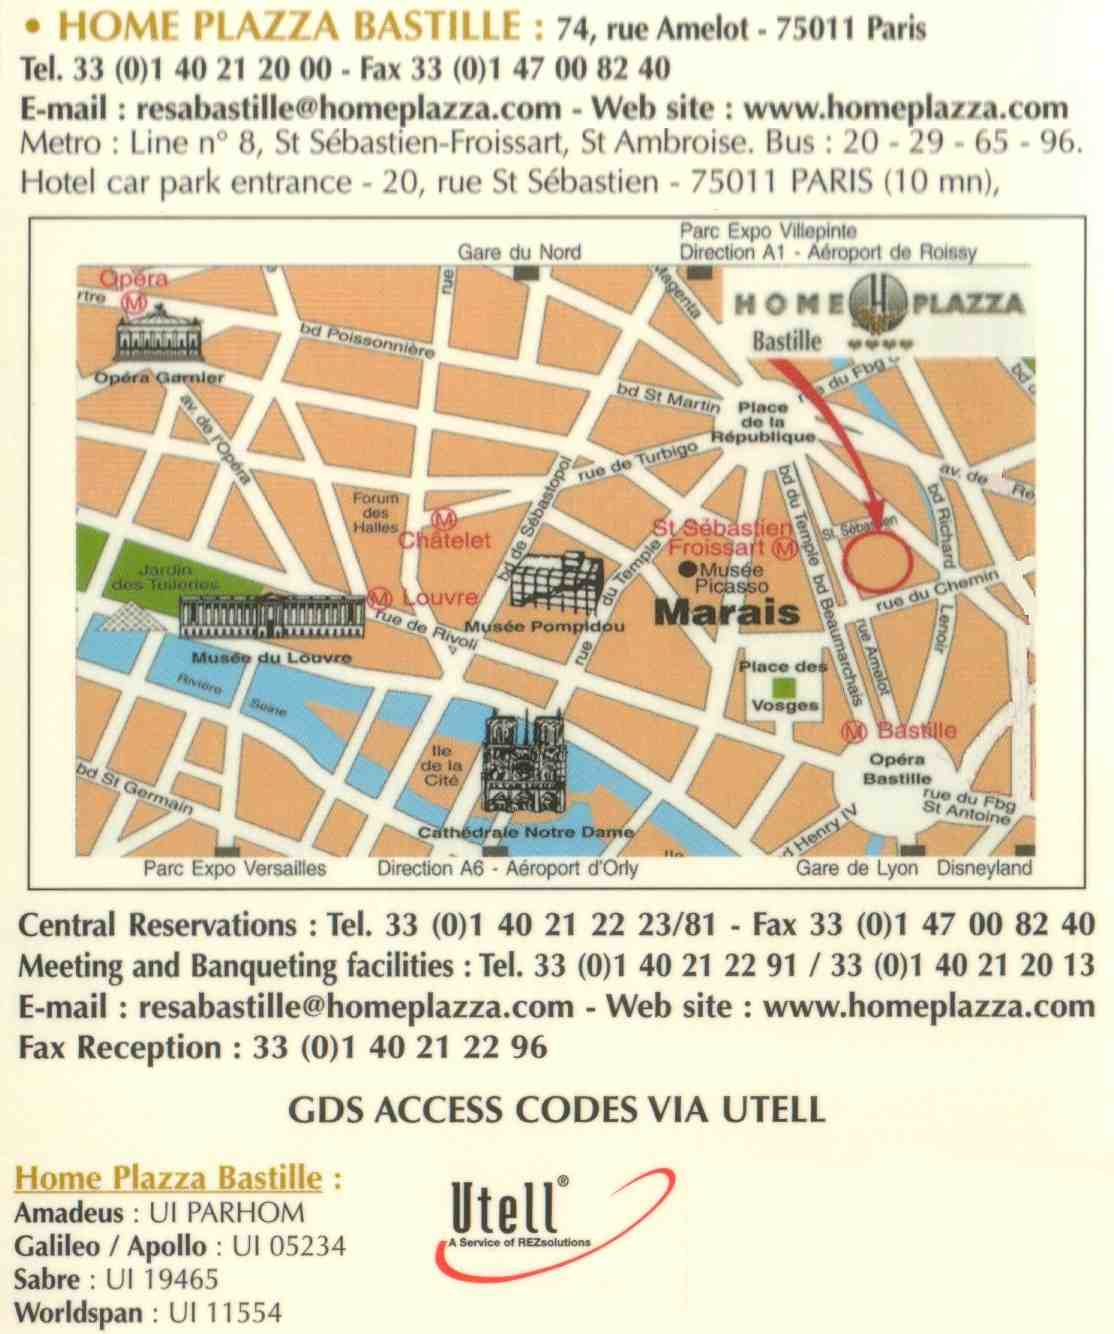 • HOME PLAZZA BASTILLE : 74, rue Amelot - 75011 Paris
Tel. 33 (0)1 40 21 20 00 - Fax 33 (0)1 47 00 82 40
E-mail : resabastille@homeplazza.com - Web site : www.homeplazza.com
Metro : Line n° 8, St Sébastien-Froissart, St Ambroise. Bus : 20 - 29 - 65 - 96.
Hotel car park entrance - 20, rue St Sébastien - 75011 PARIS (10 mn),
Parc Expo Villepinte
Gare du Nord
Direction A1 - Aéroport de Roissy
Opéra
M
rtre
rue
Magenta
HOME PLAZZA
Bastille
bd Poissonnière
Opéra Garnier
du Fbg
bd
bd St Martin
Place
de la
République
av. de l'Opéra
rue de Turbigo
av. de
Re
Forum
des
Halles
M
Châtelet
bd de Sébastopol
St Sébastien
Froissart M
bd du Temple
St. Sébastien
bd Richard
Musée
Picasso
Marais
du Temple
Jardin
des Tuileries
M Louvre
rue du Chemin
Rue de Rivoli
Musée Pompidou
rue
Musée du Louvre
bd Beaumarchais
rue Amelot
Lenoir
Place des
Vosges
Rivière
Seine
M Bastille
Ile
de la
Cité
Opéra
Bastille
bd St Germain
rue du Fbg
St Antoine
Cathédrale Notre Dame
d Henry IV
Ile
Parc Expo Versailles
Direction A6 - Aéroport d'Orly
Gare de Lyon
Disneyland
Central Reservations : Tel. 33 (0)1 40 21 22 23/81 - Fax 33 (0)1 47 00 82 40
Meeting and Banqueting facilities : Tel. 33 (0)1 40 21 22 91 / 33 (0)1 40 21 20 13
E-mail : resabastille@homeplazza.com - Web site : www.homeplazza.com
Fax Reception : 33 (0)1 40 21 22 96
GDS ACCESS CODES VIA UTELL
Home Plazza Bastille :
Amadeus : UI PARHOM
Galileo / Apollo : UI 05234
Sabre : UI 19465
Worldspan : UI 11554
Utell®
A Service of REZsolutions